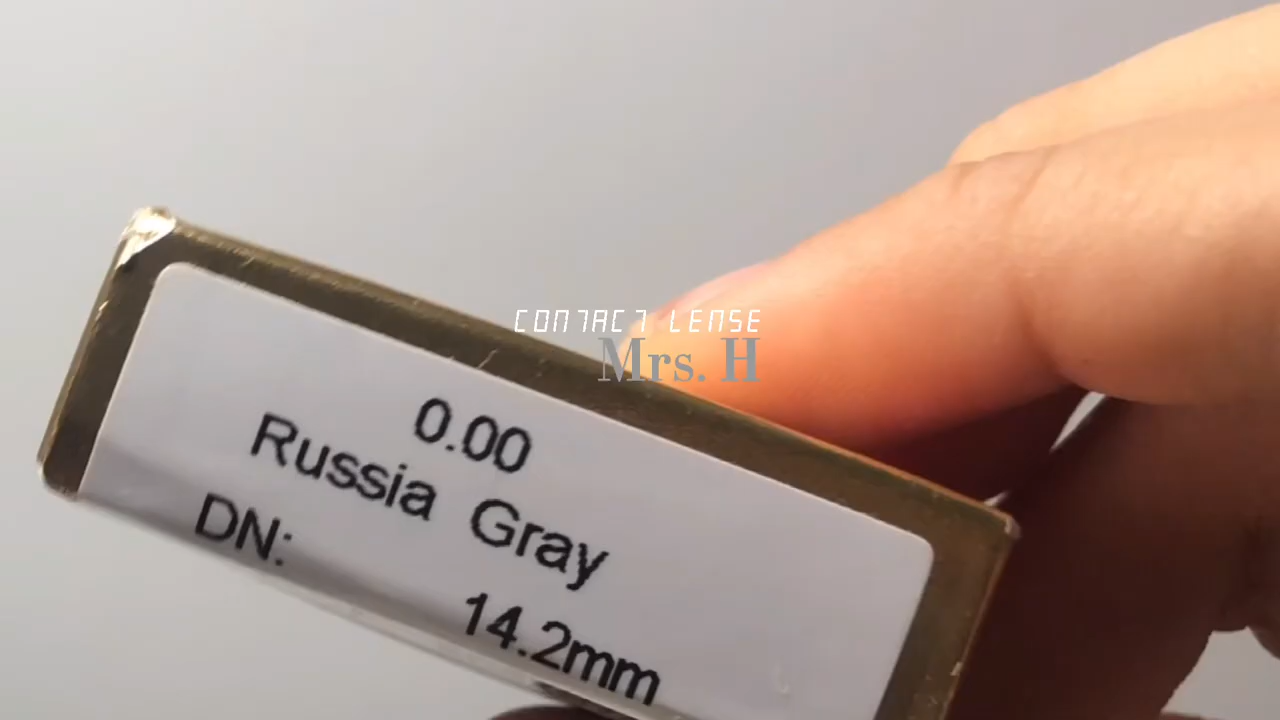 CONTACT LENSE
Mrs. H
0.00
Russia Gray
DN:
14.2mm